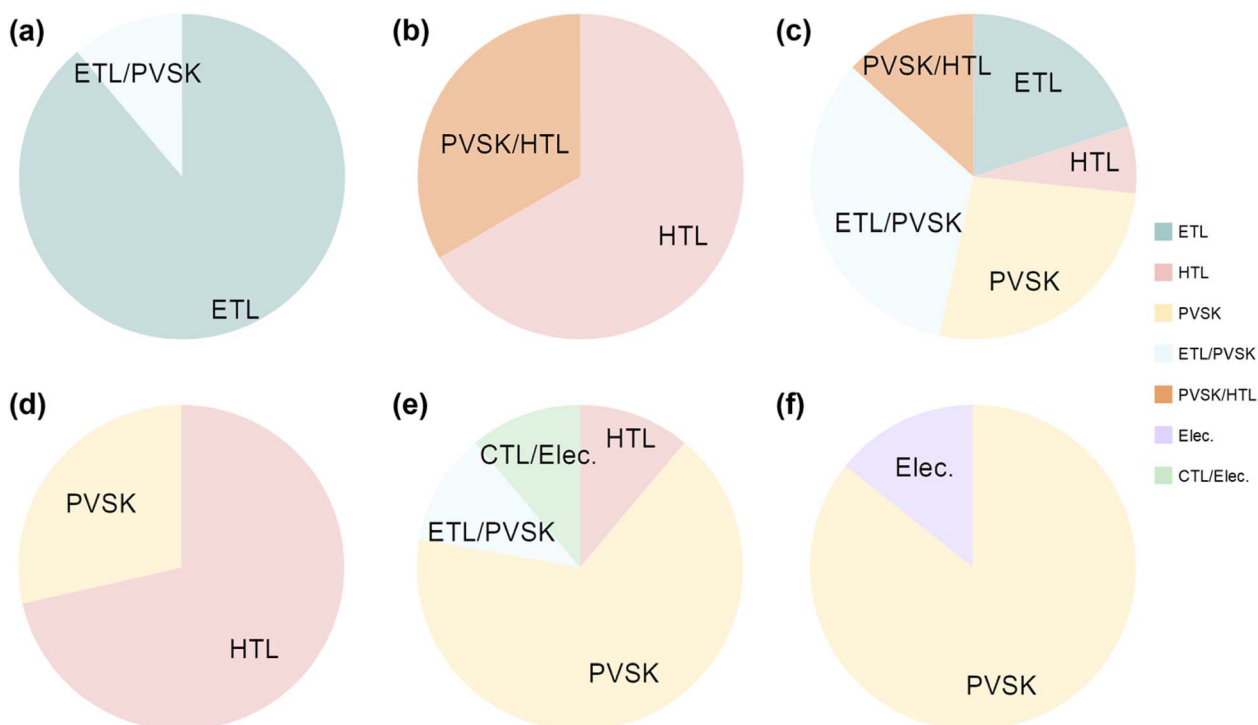 (a)
ETL/PVSK
ETL
(b)
PVSK/HTL
HTL
(c)
PVSK/HTL
ETL
HTL
ETL/PVSK
PVSK
ETL
HTL
PVSK
ETL/PVSK
PVSK/HTL
Elec.
CTL/Elec.
(d)
PVSK
HTL
(e)
HTL
CTL/Elec.
ETL/PVSK
PVSK
(f)
Elec.
PVSK